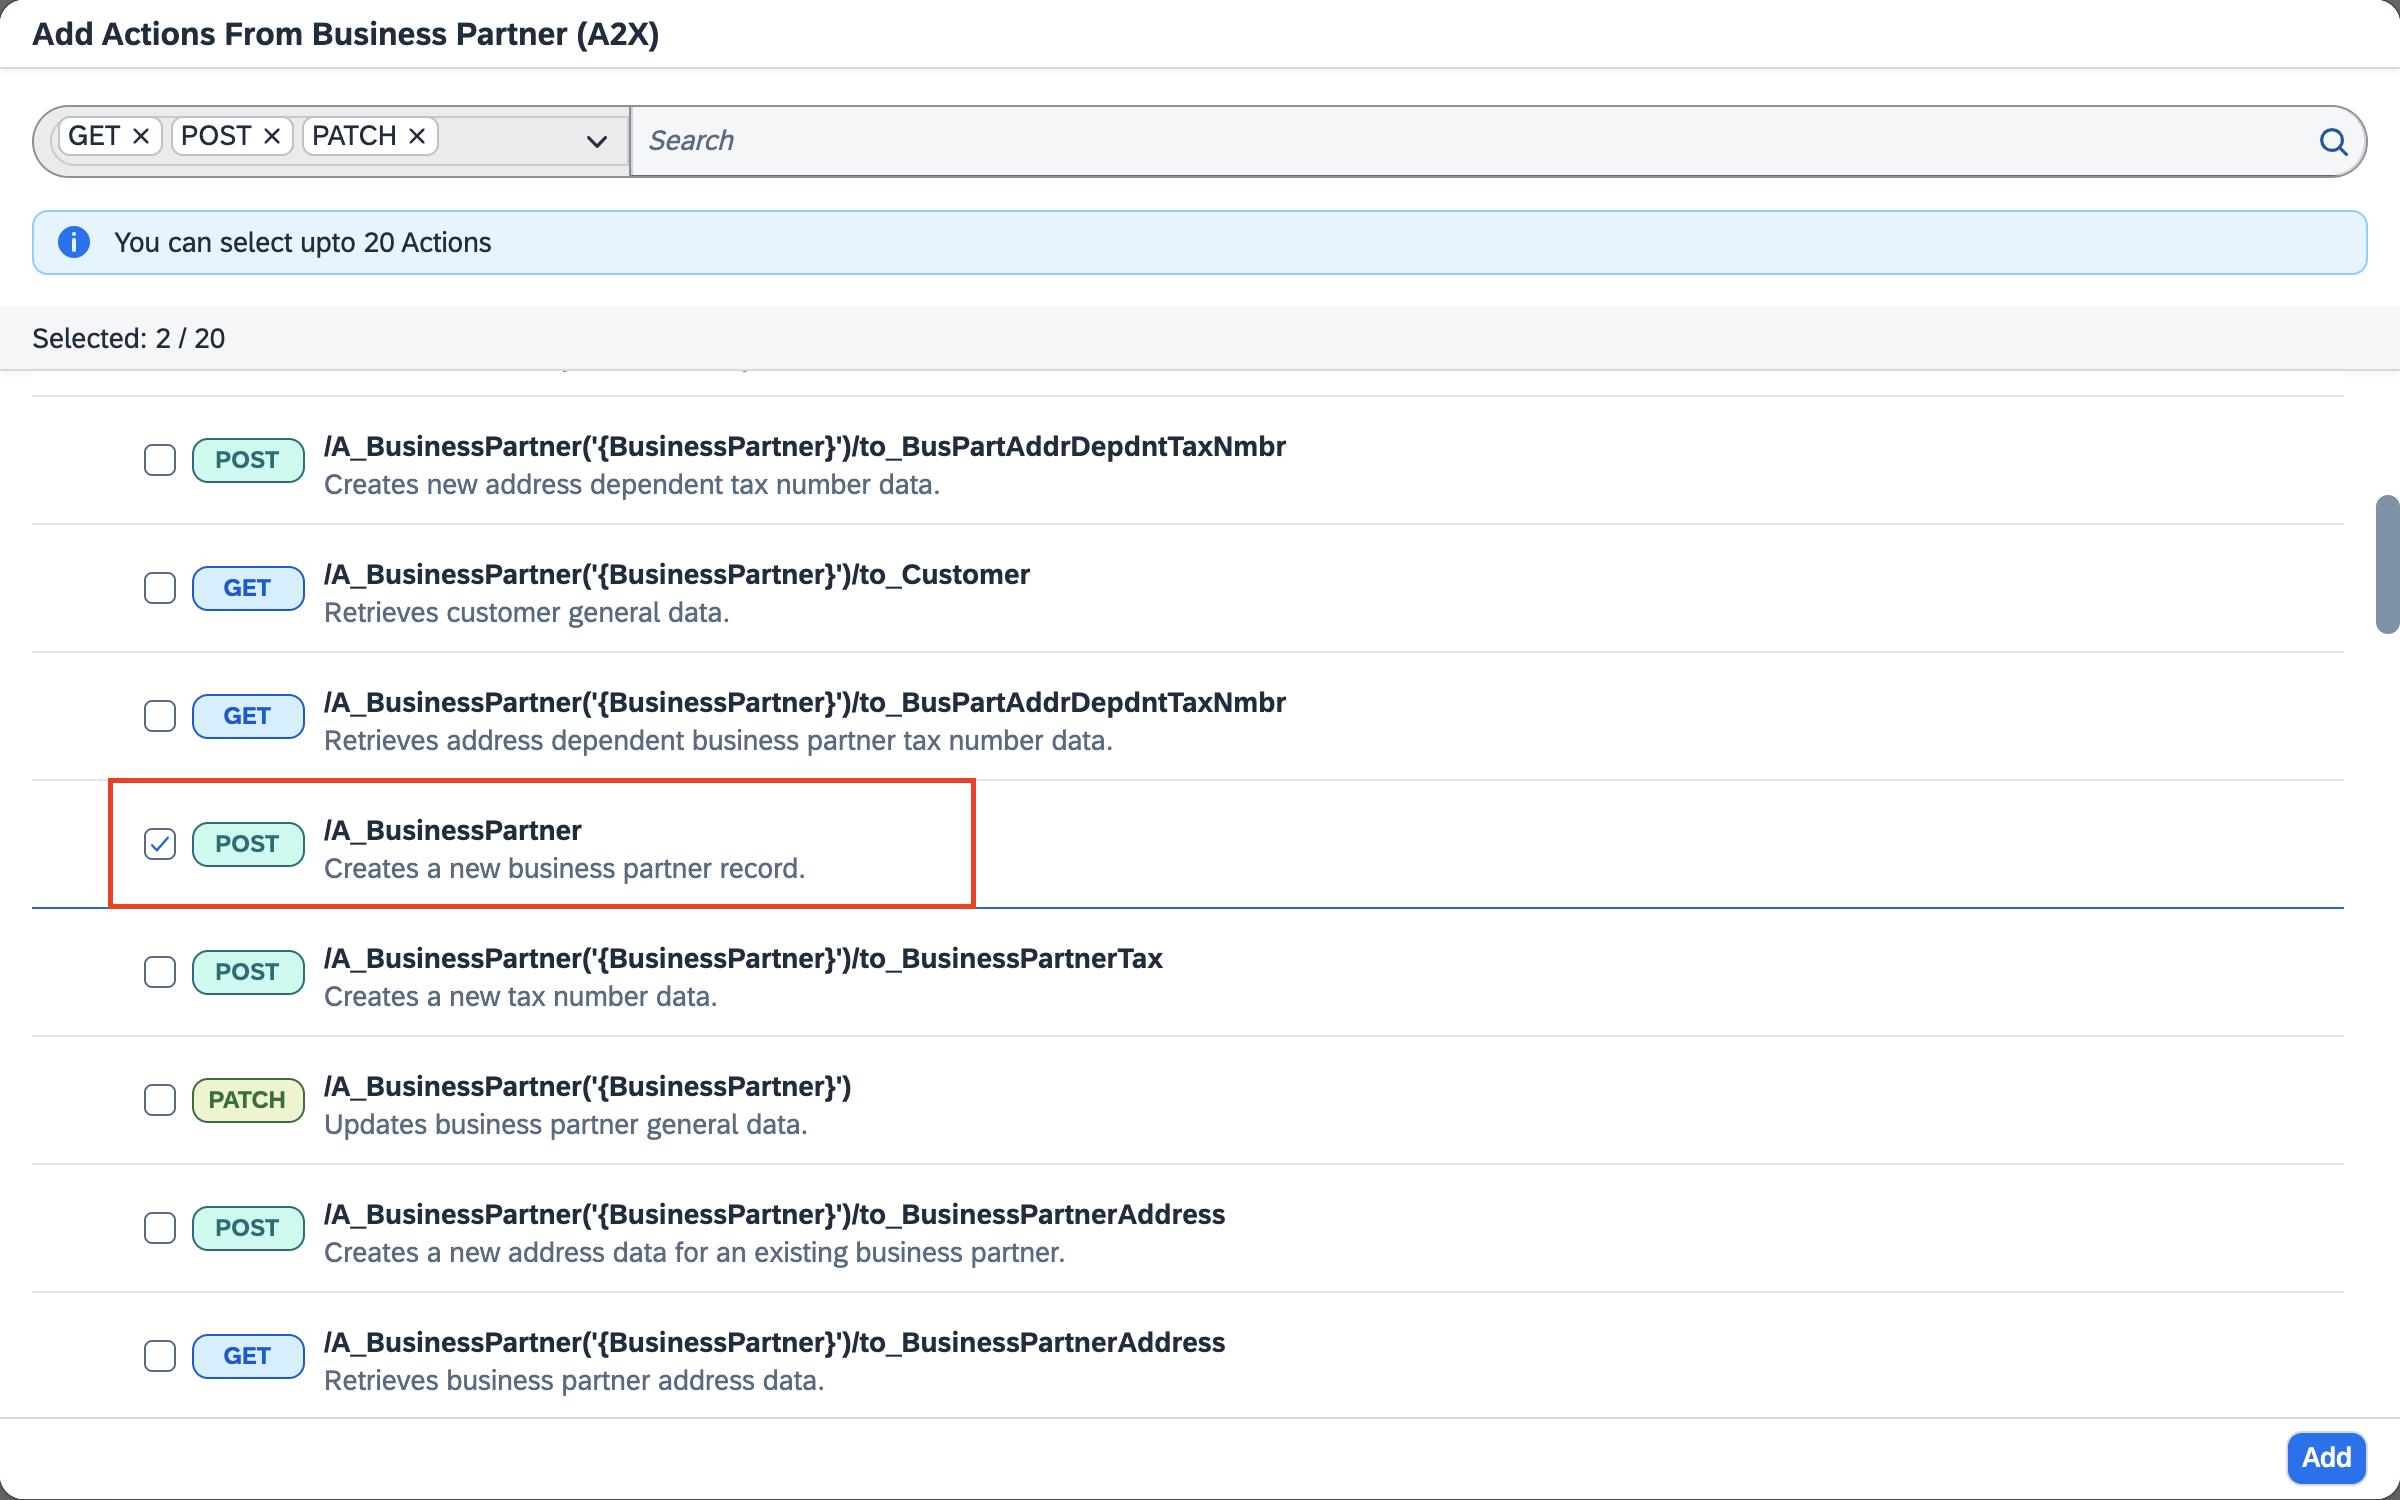 Add Actions From Business Partner (A2X)
GET POST PATCH
Search
You can select upto 20 Actions
Selected: 2 / 20
POST
/A_BusinessPartner('{BusinessPartner}')/to_BusPartAddrDepdntTaxNmbr
Creates new address dependent tax number data.
GET
/A_BusinessPartner('{BusinessPartner}')/to_Customer
Retrieves customer general data.
GET
/A_BusinessPartner('{BusinessPartner}')/to_BusPartAddrDepdntTaxNmbr
Retrieves address dependent business partner tax number data.
POST
/A_BusinessPartner
Creates a new business partner record.
POST
/A_BusinessPartner('{BusinessPartner}')/to_BusinessPartnerTax
Creates a new tax number data.
PATCH
/A_BusinessPartner('{BusinessPartner}')
Updates business partner general data.
POST
/A_BusinessPartner('{BusinessPartner}')/to_BusinessPartnerAddress
Creates a new address data for an existing business partner.
GET
/A_BusinessPartner('{BusinessPartner}')/to_BusinessPartnerAddress
Retrieves business partner address data.
Add